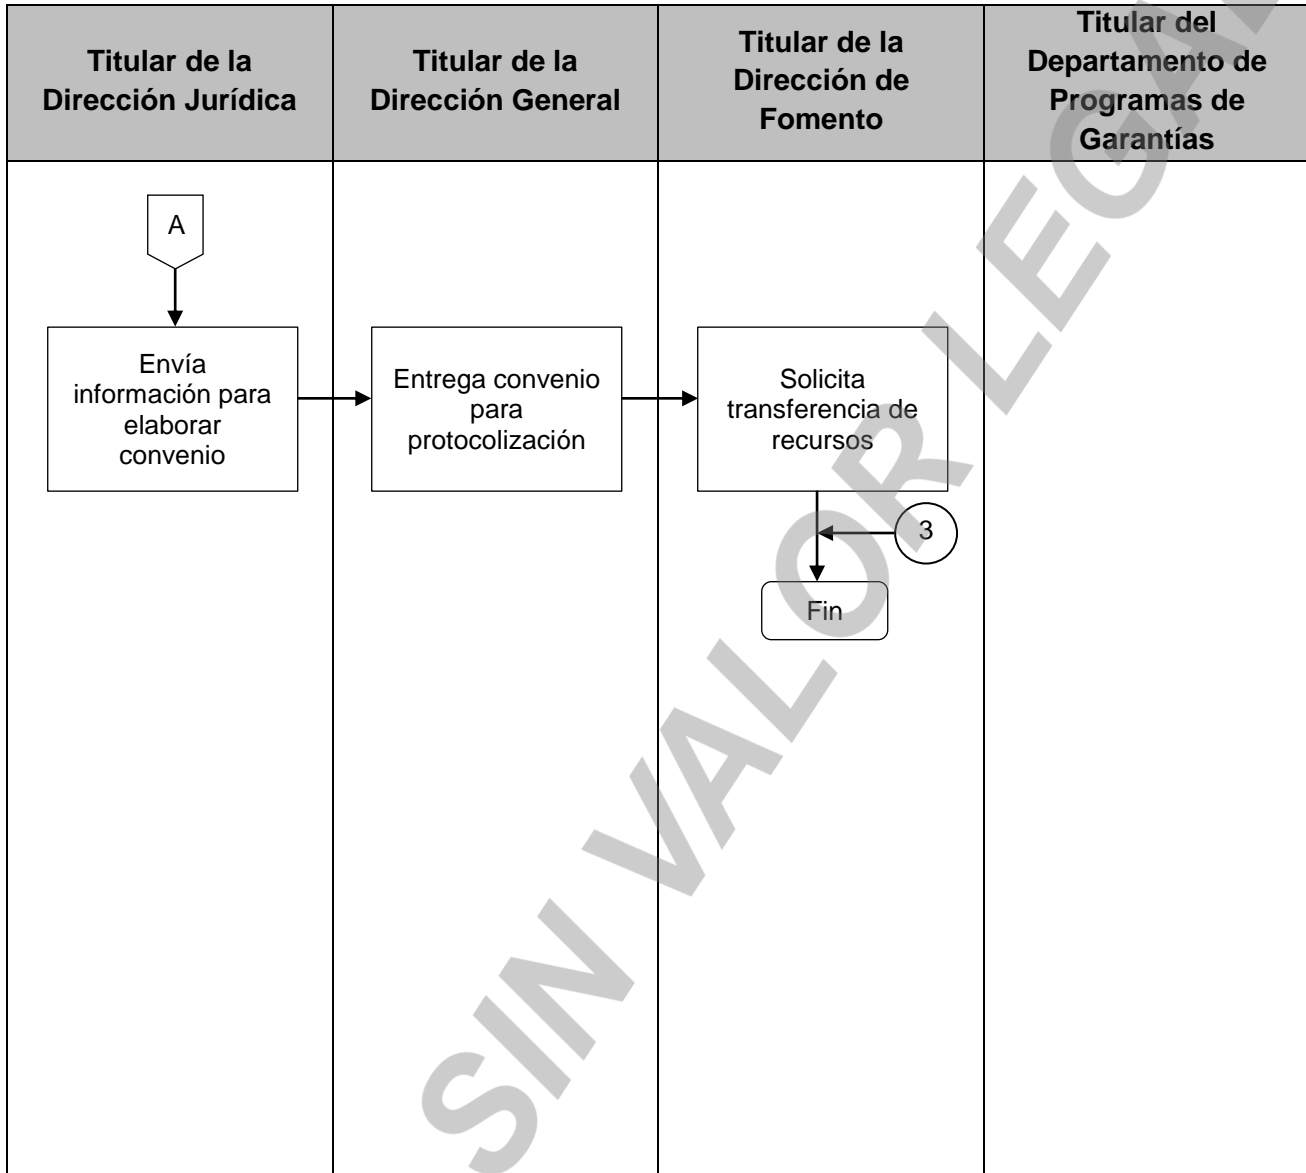 Titular de la
Dirección Jurídica
Titular de la
Dirección General
Titular de la
Dirección de
Fomento
Titular del
Departamento de
Programas de
Garantías
A
Envía
información para
elaborar
convenio
Entrega convenio
para
protocolización
Solicita
transferencia de
recursos
3
Fin
SIN VALOR LEGAL